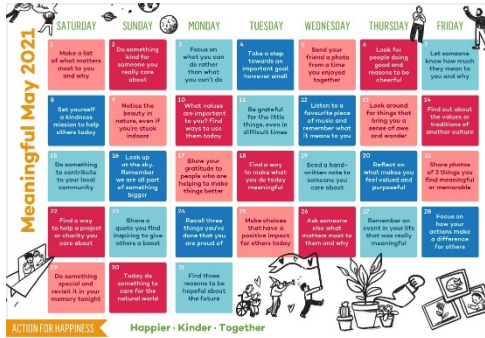 Meaningful May 2021
SATURDAY SUNDAY MONDAY TUESDAY WEDNESDAY THURSDAY FRIDAY
1
Make a list
of what matters
most to you
and why
2
Do something
kind for
someone you
really care
about
3
Focus on
what you
can do
rather than
what you
can't do
4
Take a step
towards an
important goal,
however small
5
Send your
friend a photo
from a time
you enjoyed
together
6
Look for
people doing
good and
reasons to be
cheerful
7
Let someone
know how much
they mean to
you and why
8
Set yourself
a kindness
mission to help
others today
9
Notice the
beauty in
nature, even if
you're stuck
indoors
10
What values
are important
to you? Find
ways to use
them today
11
Be grateful
for the little
things, even in
difficult times
12
Listen to a
favourite piece
of music and
remember what
it means to you
13
Look around
for things that
bring you a
sense of awe
and wonder
14
Find out about
the values or
traditions of
another culture
15
Do something
to contribute
to your local
community
16
Look up
at the sky.
Remember
we are all part
of something
bigger
17
Show your
gratitude to
people who are
helping to make
things better
18
Find a way
to make what
you do today
meaningful
19
Send a hand-
written note to
someone you
care about
20
Reflect on
what makes you
feel valued and
purposeful
21
Share photos
of 3 things you
find meaningful
or memorable
22
Find a way
to help a project
or charity you
care about
23
Share a
quote you find
inspiring to give
others a boost
24
Recall three
things you've
done that you
are proud of
25
Make choices
that have a
positive impact
for others today
26
Ask someone
else what
matters most to
them and why
27
Remember an
event in your life
that was really
meaningful
28
Focus on
how your
actions make
a difference
for others
29
Do something
special and
revisit it in your
memory tonight
30
Today do
something to
care for the
natural world
31
Find three
reasons to be
hopeful about
the future
ACTION FOR HAPPINESS
Happier · Kinder · Together